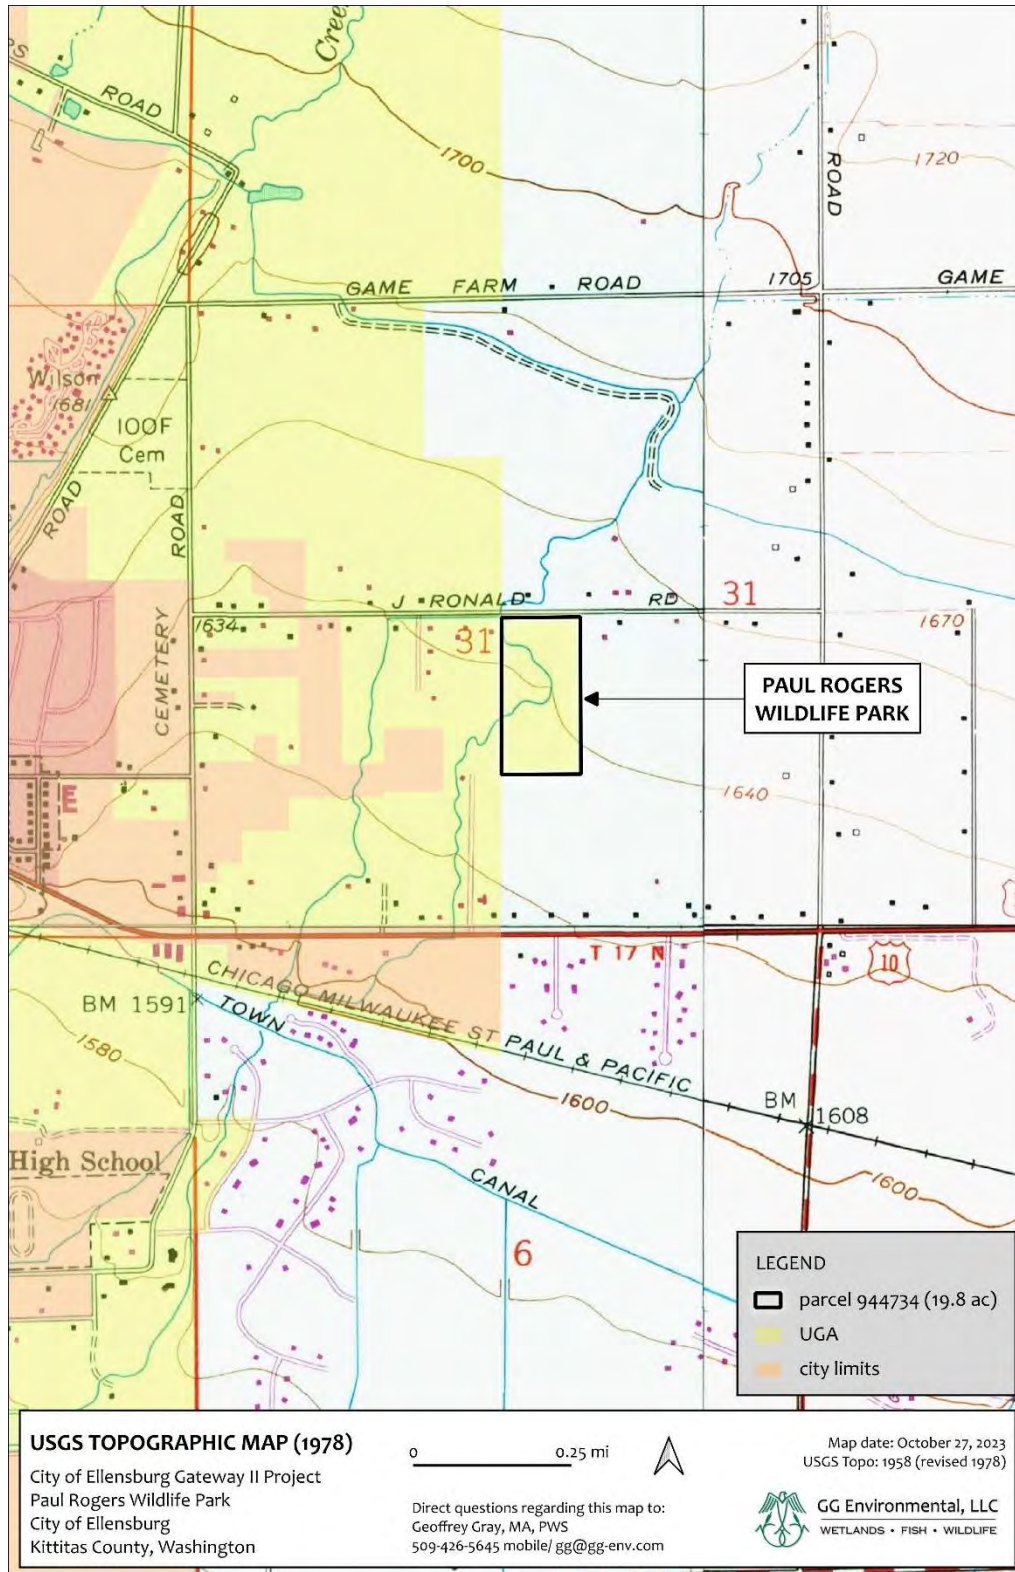 Creek
RS
ROAD
1700
1720
ROAD
GAME FARM ROAD
1705
GAME
Wilson
1681
IOOF
Cem
ROAD
ROAD
J RONALD RD
31
1634
31
1670
CEMETERY
PAUL ROGERS
WILDLIFE PARK
1640
E
T 17 N
10
CHICAGO MILWAUKEE ST PAUL & PACIFIC
BM 1591
TOWN
1580
1600
BM
1608
High School
CANAL
1600
6
LEGEND
parcel 944734 (19.8 ac)
UGA
city limits
USGS TOPOGRAPHIC MAP (1978)
City of Ellensburg Gateway II Project
Paul Rogers Wildlife Park
City of Ellensburg
Kittitas County, Washington
0 0.25 mi
Direct questions regarding this map to:
Geoffrey Gray, MA, PWS
509-426-5645 mobile/ gg@gg-env.com
Map date: October 27, 2023
USGS Topo: 1958 (revised 1978)
GG Environmental, LLC
WETLANDS • FISH • WILDLIFE